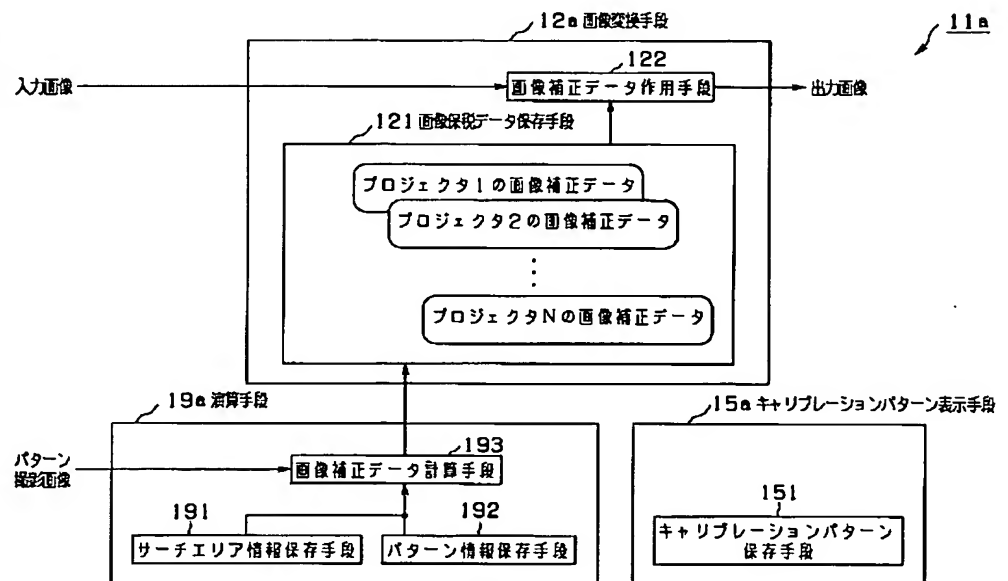 11a
12a 画像変換手段
入力画像
122
画像補正データ作用手段
出力画像
121 画像保税データ保存手段
プロジェクタ1の画像補正データ
プロジェクタ2の画像補正データ
プロジェクタNの画像補正データ
19a 演算手段
15a キャリブレーションパターン表示手段
パターン
撮影画像
193
画像補正データ計算手段
191
192
サーチエリア情報保存手段
パターン情報保存手段
151
キャリブレーションパターン
保存手段